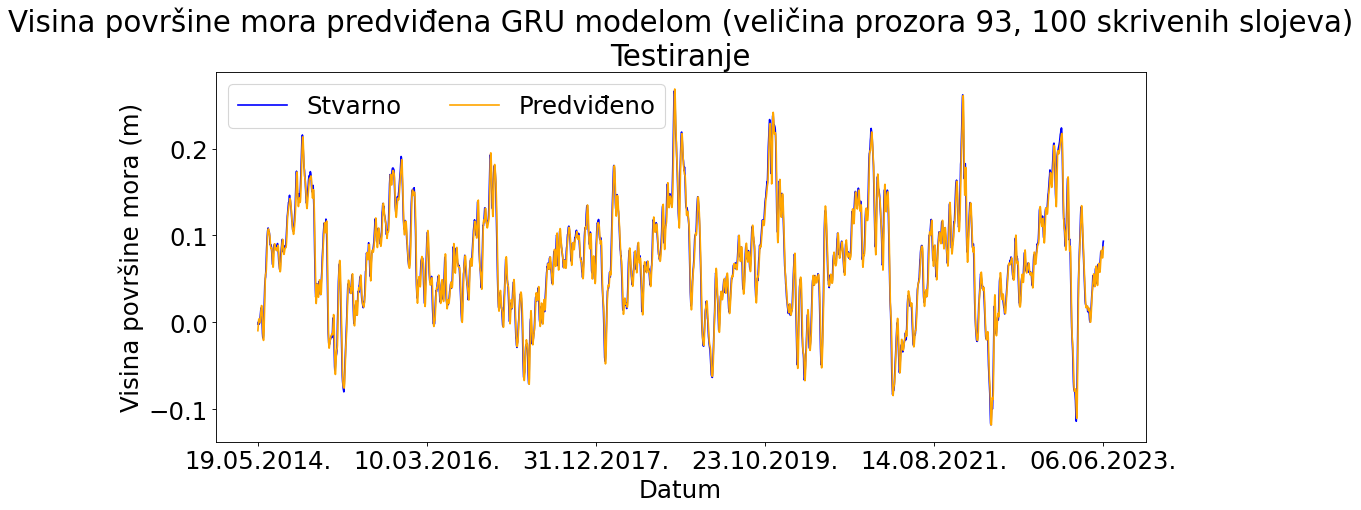 Visina površine mora predviđena GRU modelom (veličina prozora 93, 100 skrivenih slojeva)
Testiranje
Stvarno
Predviđeno
Visina površine mora (m)
0.2
0.1
0.0
−0.1
19.05.2014.
10.03.2016.
31.12.2017.
23.10.2019.
14.08.2021.
06.06.2023.
Datum